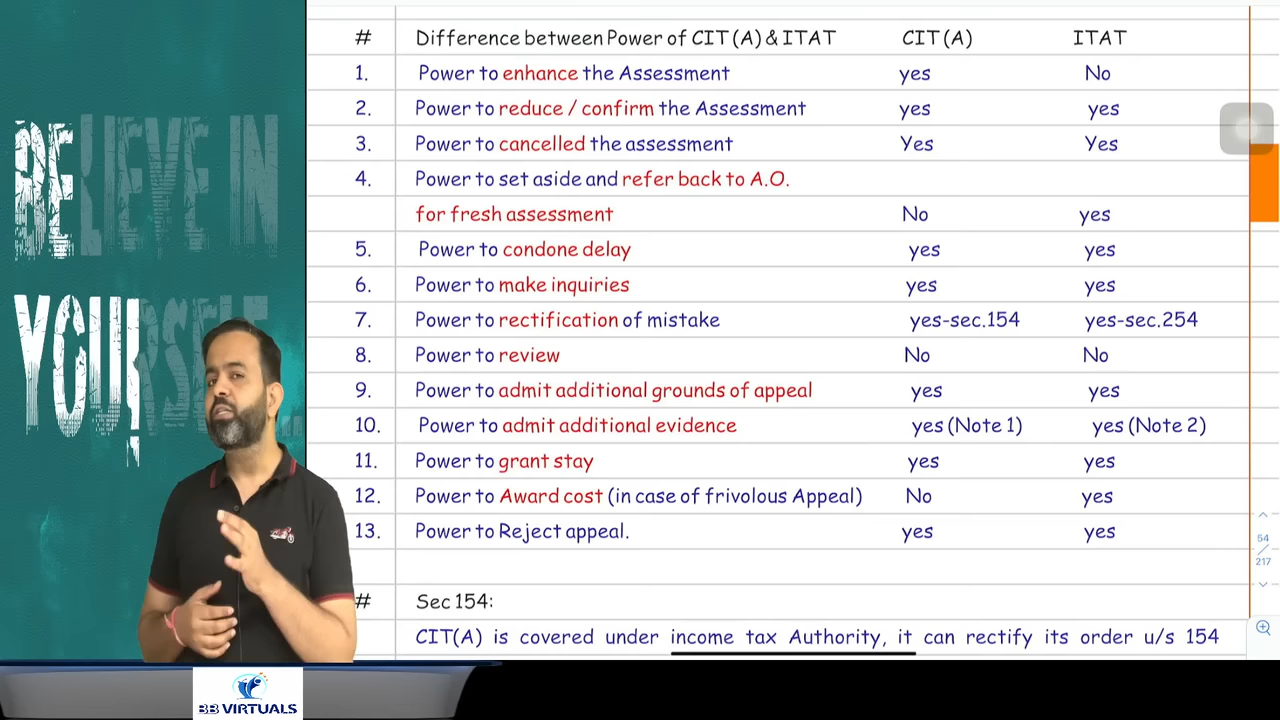 BELIEVE IN
YOURSELF...
# Difference between Power of CIT (A) & ITAT CIT (A) ITAT
1. Power to enhance the Assessment yes No
2. Power to reduce / confirm the Assessment yes yes
3. Power to cancelled the assessment Yes Yes
4. Power to set aside and refer back to A.O.
for fresh assessment No yes
5. Power to condone delay yes yes
6. Power to make inquiries yes yes
7. Power to rectification of mistake yes-sec.154 yes-sec.254
8. Power to review No No
9. Power to admit additional grounds of appeal yes yes
10. Power to admit additional evidence yes (Note 1) yes (Note 2)
11. Power to grant stay yes yes
12. Power to Award cost (in case of frivolous Appeal) No yes
13. Power to Reject appeal. yes yes
54
217
# Sec 154:
CIT(A) is covered under income tax Authority, it can rectify its order u/s 154
BB VIRTUALS